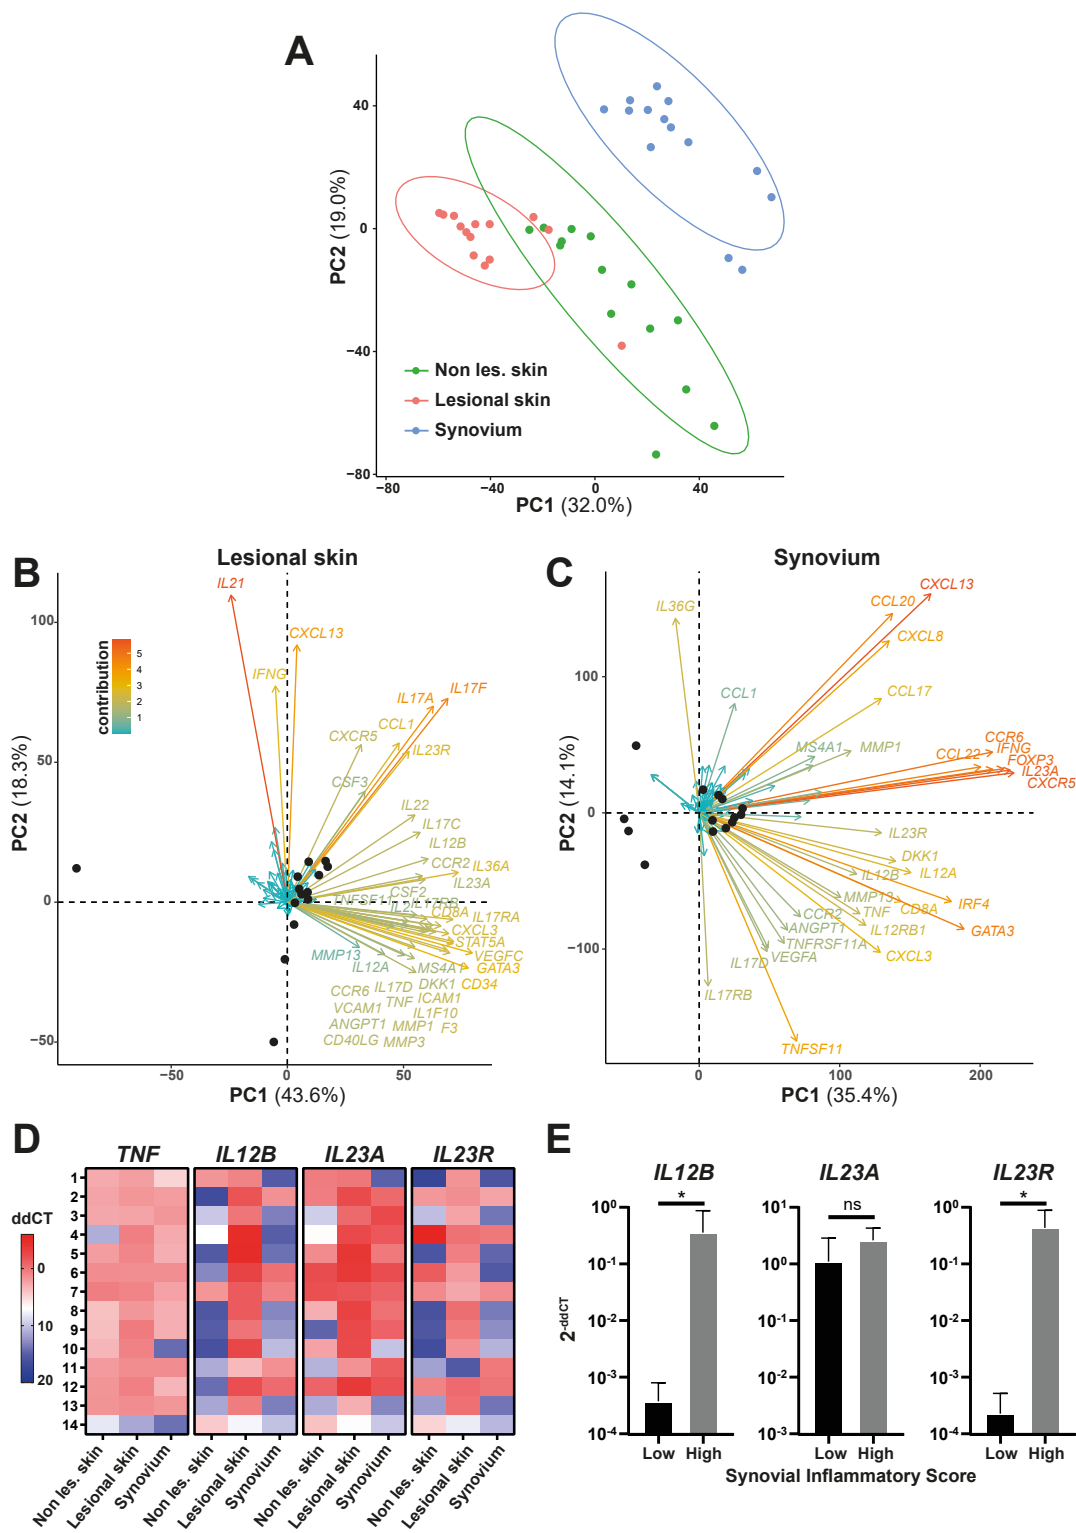 A
PC2 (19.0%)
40
0
−40
−80
−80
−40
0
40
PC1 (32.0%)
Non les. skin
Lesional skin
Synovium
B
Lesional skin
PC2 (18.3%)
100
50
0
−50
−50
0
50
PC1 (43.6%)
contribution
5
4
3
2
1
IL21
CXCL13
IFNG
IL17A
IL17F
CCL1
CXCR5
IL23R
CSF3
IL22
IL17C
IL12B
CCR2
IL36A
IL23A
CSF2
TNFSF11
IL17RB
IL2
CD8A
IL17RA
CXCL3
STAT5A
MMP13
VEGFC
IL12A
MS4A1
GATA3
CCR6
IL17D
DKK1
CD34
VCAM1
TNF
ICAM1
IL1F10
ANGPT1
MMP1
F3
CD40LG
MMP3
C
Synovium
PC2 (14.1%)
100
0
−100
0
100
200
PC1 (35.4%)
CXCL13
IL36G
CCL20
CXCL8
CCL1
CCL17
CCR6
MS4A1
MMP1
CCL22
IFNG
FOXP3
IL23A
CXCR5
IL23R
DKK1
IL12B
IL12A
MMP13
CD8A
IRF4
CCR2
TNF
ANGPT1
IL12RB1
GATA3
TNFRSF11A
IL17D
VEGFA
CXCL3
IL17RB
TNFSF11
D
TNF
IL12B
IL23A
IL23R
ddCT
0
10
20
1
2
3
4
5
6
7
8
9
10
11
12
13
14
Non les. skin
Lesional skin
Synovium
Non les. skin
Lesional skin
Synovium
Non les. skin
Lesional skin
Synovium
Non les. skin
Lesional skin
Synovium
E
IL12B
IL23A
IL23R
2-ddCT
*
10⁰
10⁻¹
10⁻²
10⁻³
10⁻⁴
Low High
ns
10¹
10⁰
10⁻¹
10⁻²
10⁻³
Low High
*
10⁰
10⁻¹
10⁻²
10⁻³
10⁻⁴
Low High
Synovial Inflammatory Score